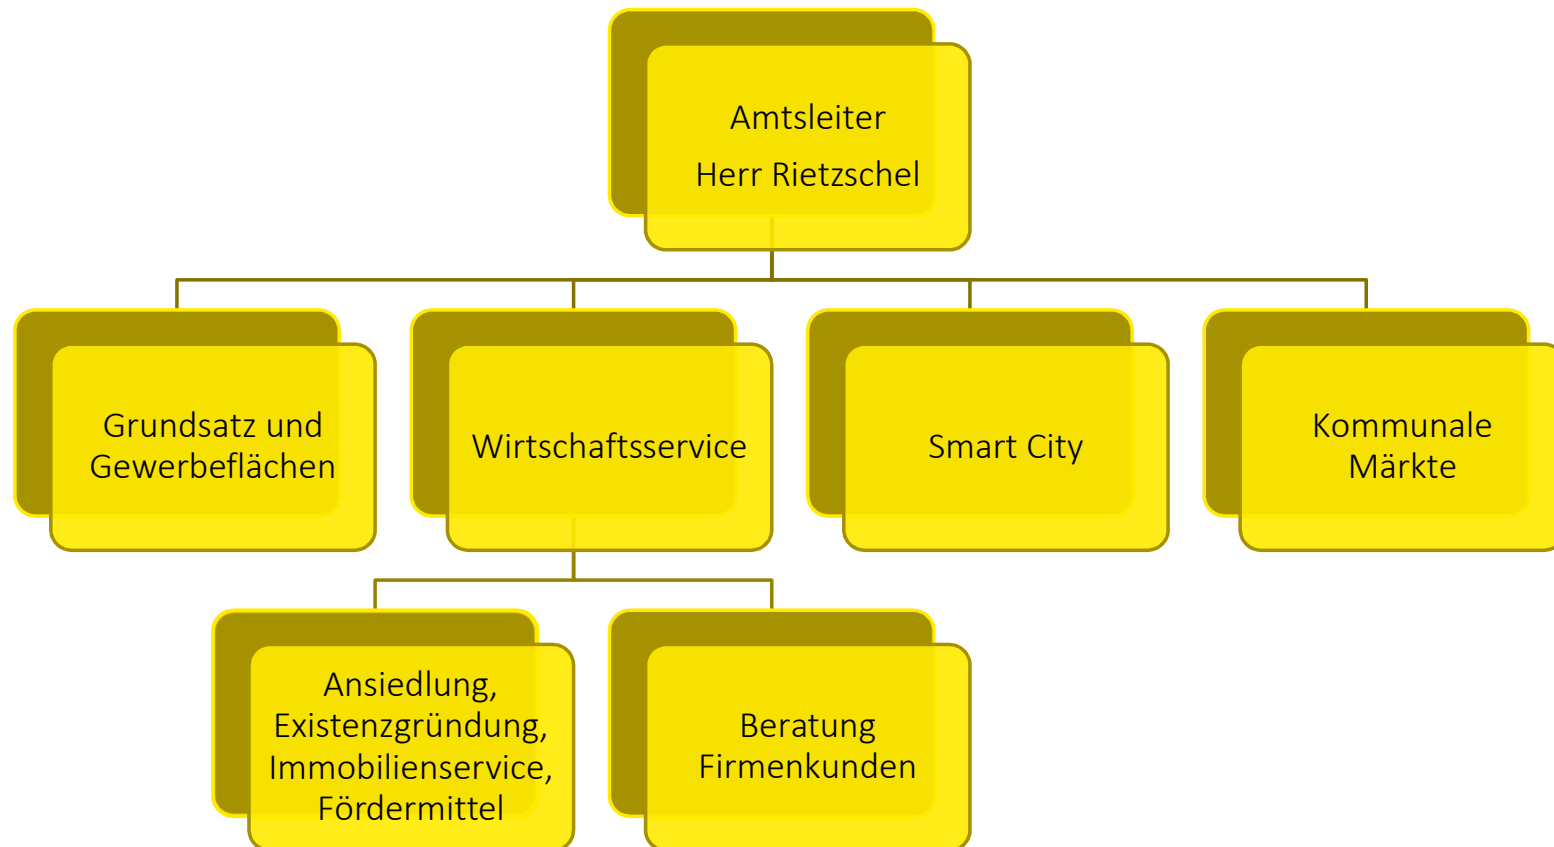 Amtsleiter
Herr Rietzschel
Grundsatz und
Gewerbeflächen
Wirtschaftsservice
Smart City
Kommunale
Märkte
Ansiedlung,
Existenzgründung,
Immobilienservice,
Fördermittel
Beratung
Firmenkunden